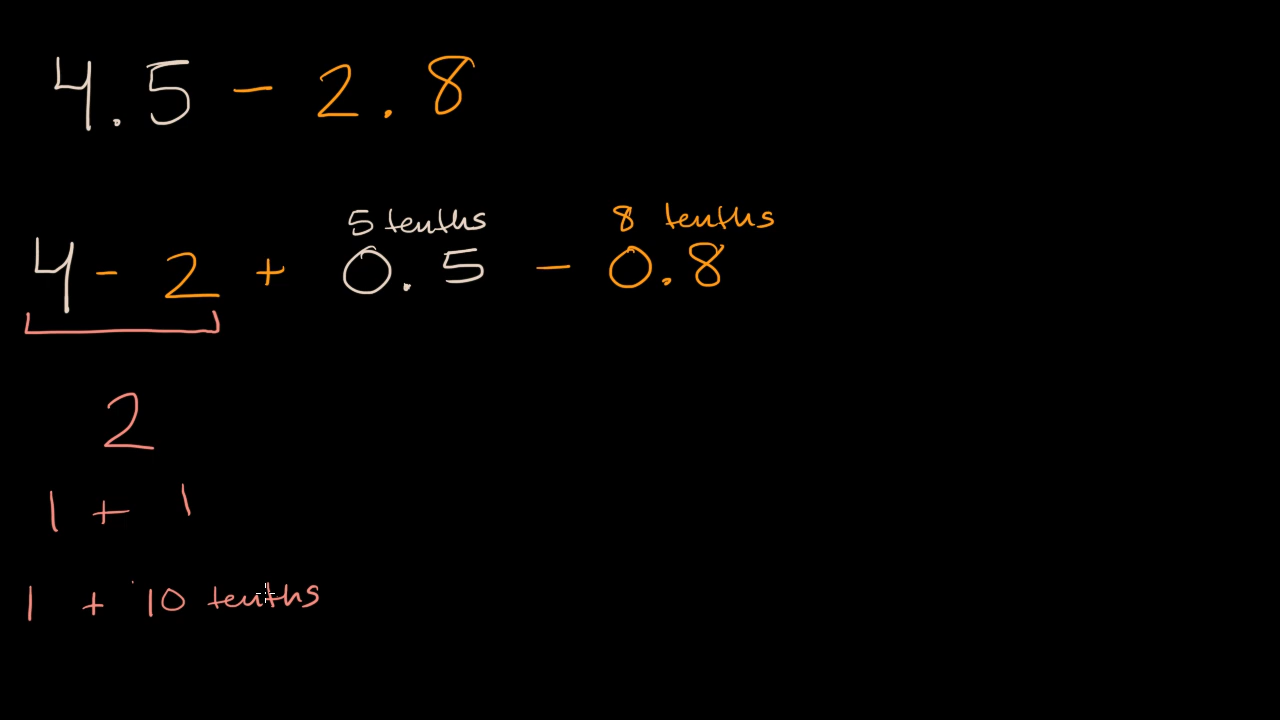 4.5 - 2.8
5 tenths 8 tenths
4 - 2 + 0.5 - 0.8
2
1 + 1
1 + 10 tenths